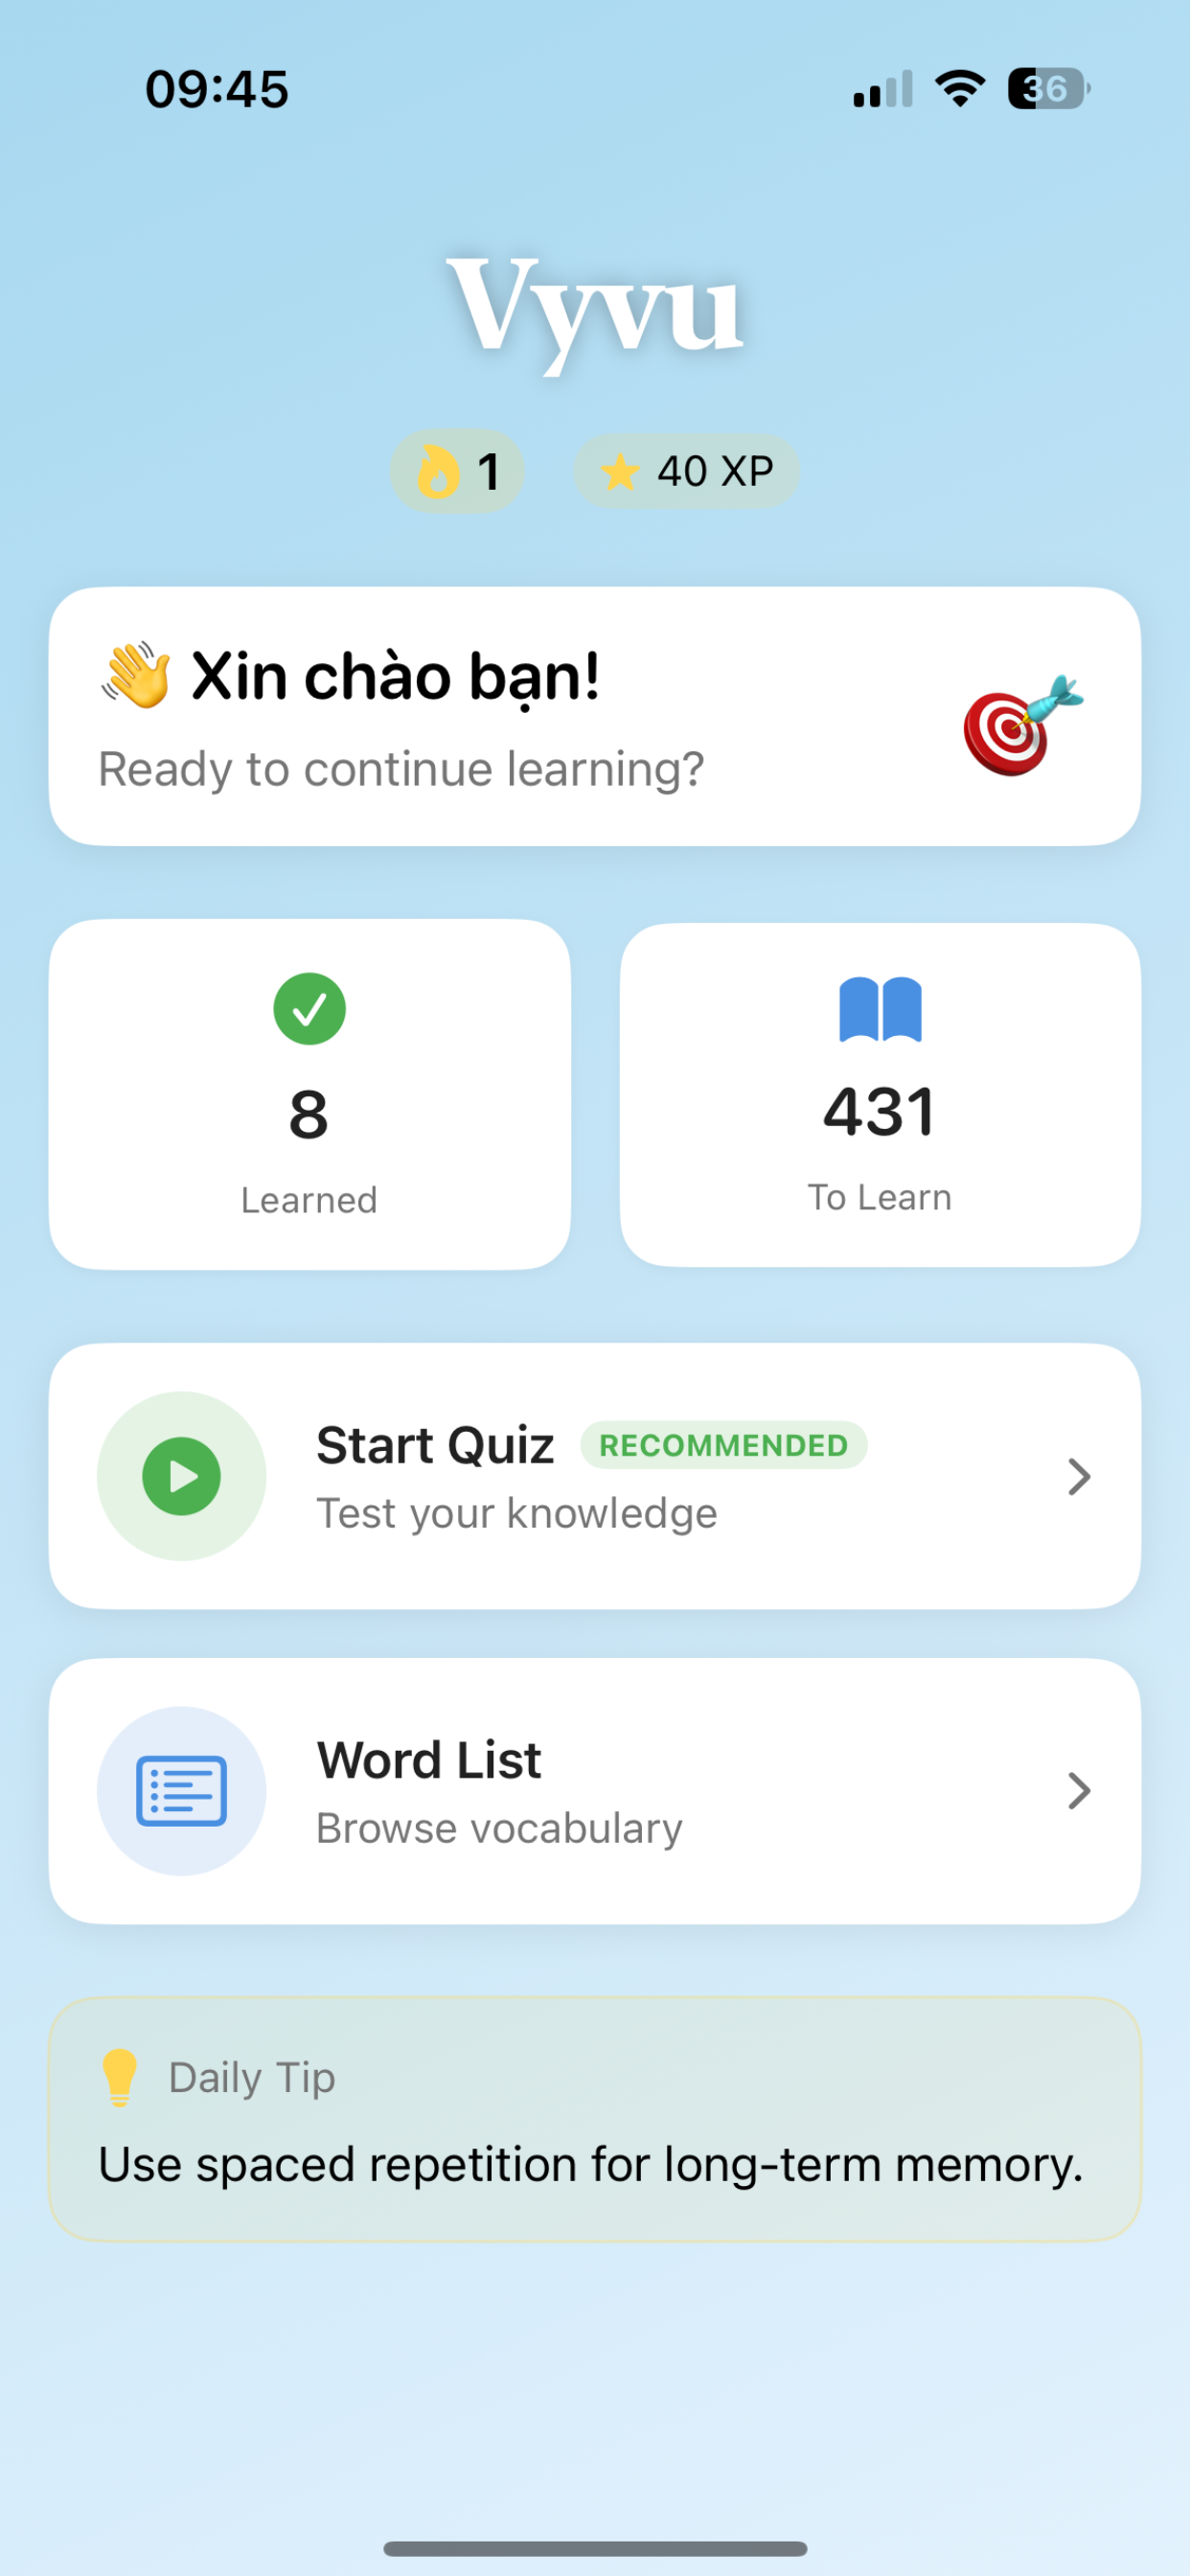 09:45
36
Vyvu
1
40 XP
👋 Xin chào bạn!
Ready to continue learning?
8
Learned
431
To Learn
Start Quiz RECOMMENDED
Test your knowledge
Word List
Browse vocabulary
Daily Tip
Use spaced repetition for long-term memory.